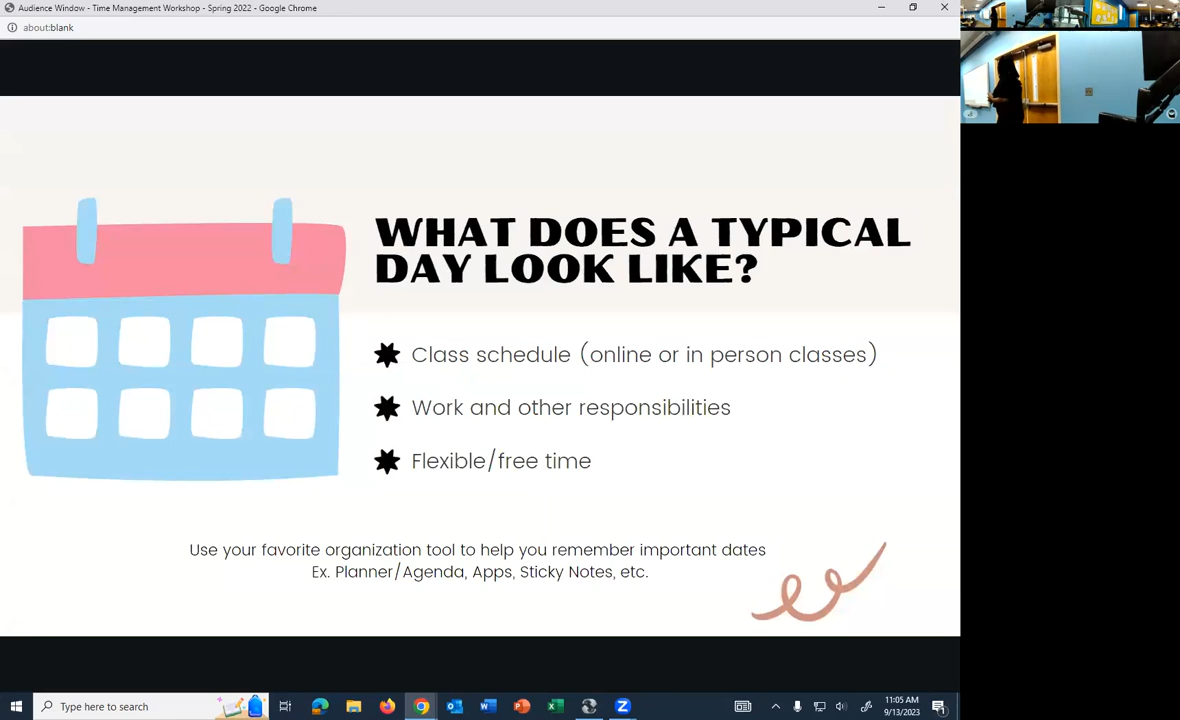 Audience Window - Time Management Workshop - Spring 2022 - Google Chrome
about:blank
WHAT DOES A TYPICAL
DAY LOOK LIKE?
Class schedule (online or in person classes)
Work and other responsibilities
Flexible/free time
Use your favorite organization tool to help you remember important dates
Ex. Planner/Agenda, Apps, Sticky Notes, etc.
Type here to search
11:05 AM
9/13/2023